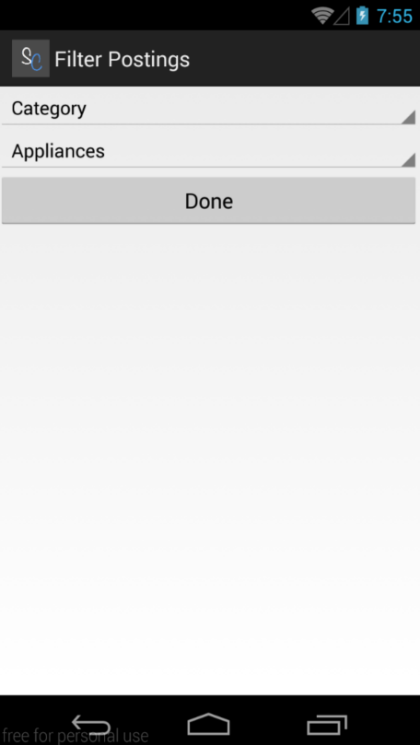 7:55
SC Filter Postings
Category
Appliances
Done
free for personal use